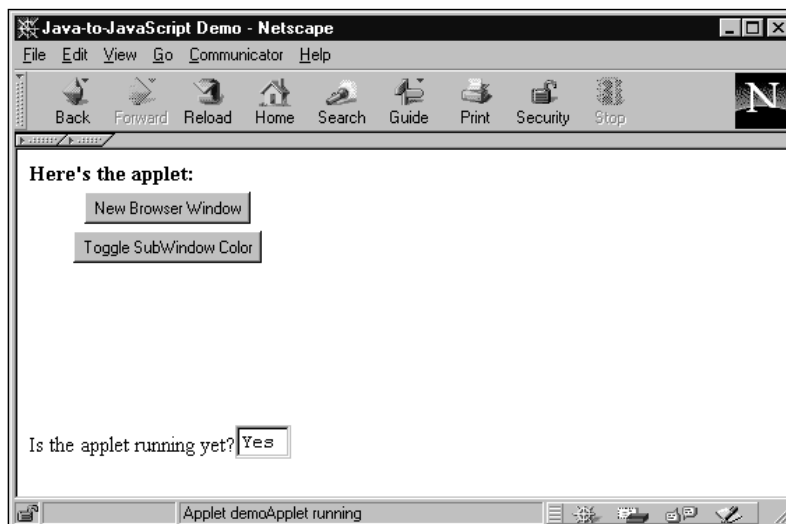 Java-to-JavaScript Demo - Netscape
File Edit View Go Communicator Help
N
Back Forward Reload Home Search Guide Print Security Stop
Here's the applet:
New Browser Window
Toggle SubWindow Color
Is the applet running yet? Yes
Applet demoApplet running